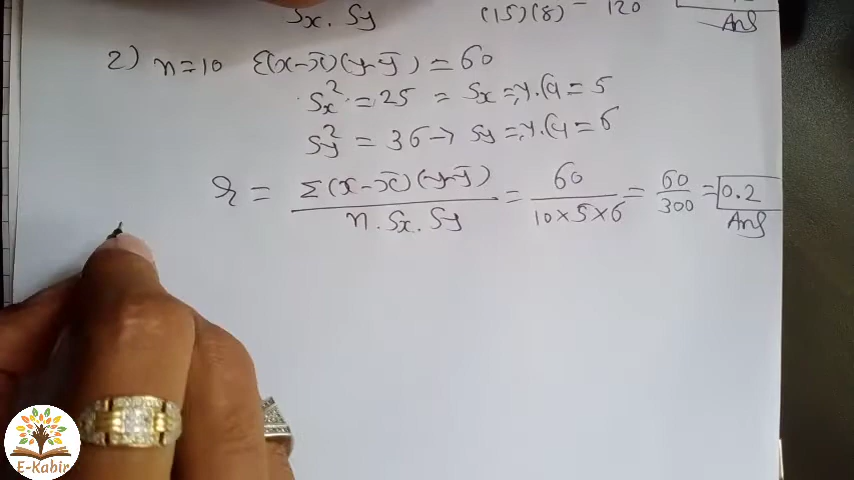 Sx . Sy (15)(8) = 120 Ans
2) n=10 Σ(x-x̄)(y-ȳ) = 60
Sx² = 25 = Sx = = 5
Sy² = 36 → Sy = = 6
r = Σ(x-x̄)(y-ȳ) / n . Sx . Sy = 60 / 10×5×6 = 60 / 300 = 0.2
Ans
E-Kabir